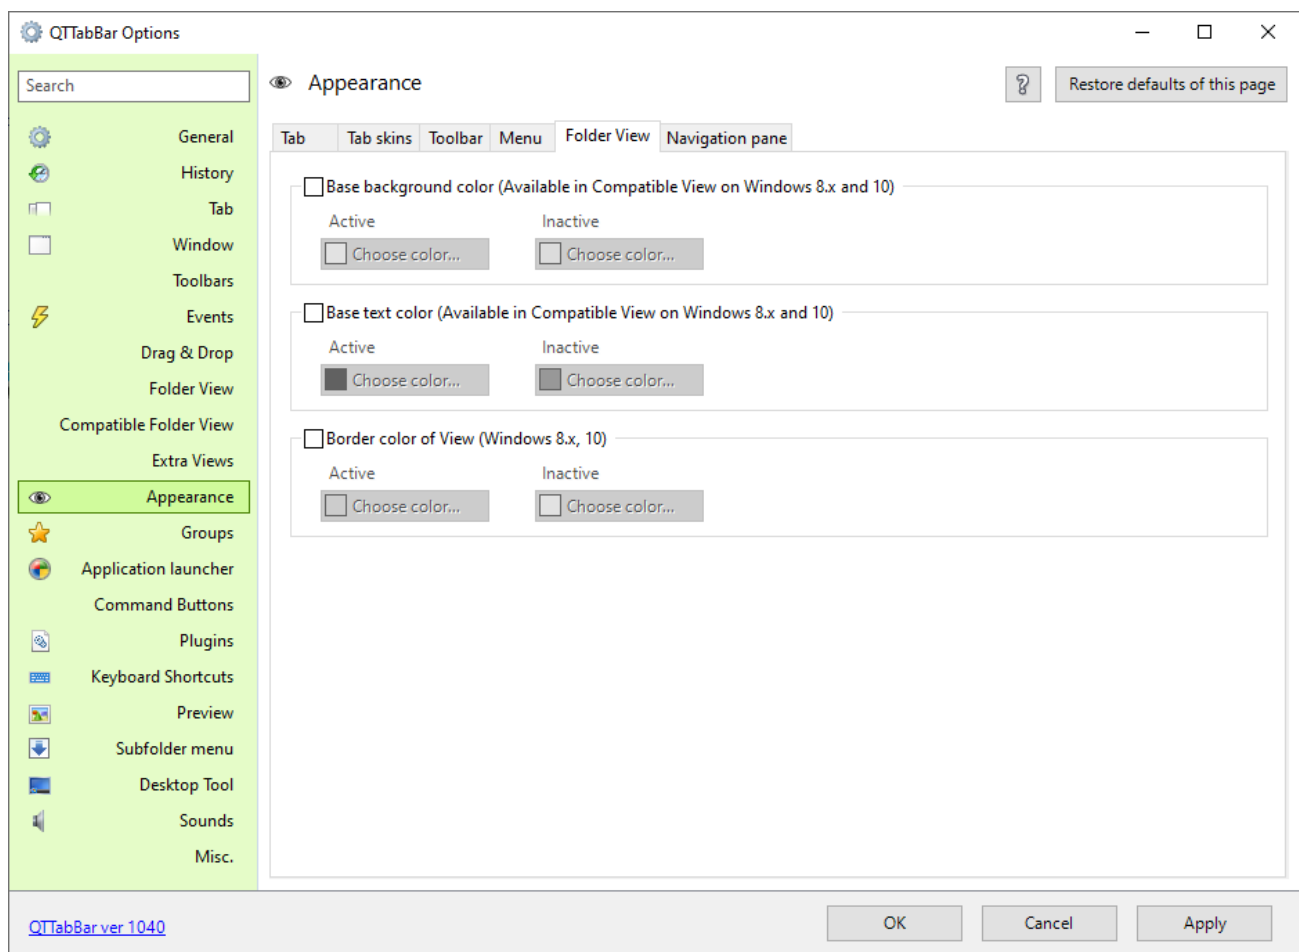 QTTabBar Options
Search
General
History
Tab
Window
Toolbars
Events
Drag & Drop
Folder View
Compatible Folder View
Extra Views
Appearance
Groups
Application launcher
Command Buttons
Plugins
Keyboard Shortcuts
Preview
Subfolder menu
Desktop Tool
Sounds
Misc.
Appearance
? Restore defaults of this page
Tab Tab skins Toolbar Menu Folder View Navigation pane
Base background color (Available in Compatible View on Windows 8.x and 10)
Active Inactive
Choose color... Choose color...
Base text color (Available in Compatible View on Windows 8.x and 10)
Active Inactive
Choose color... Choose color...
Border color of View (Windows 8.x, 10)
Active Inactive
Choose color... Choose color...
QTTabBar ver 1040
OK Cancel Apply